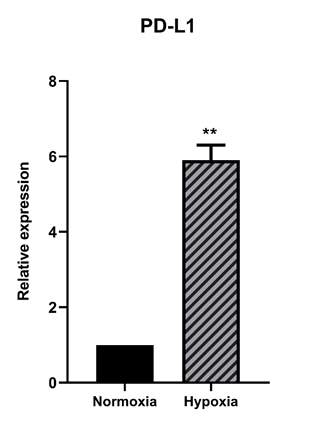 PD-L1
Relative expression
8
6
4
2
0
**
Normoxia Hypoxia